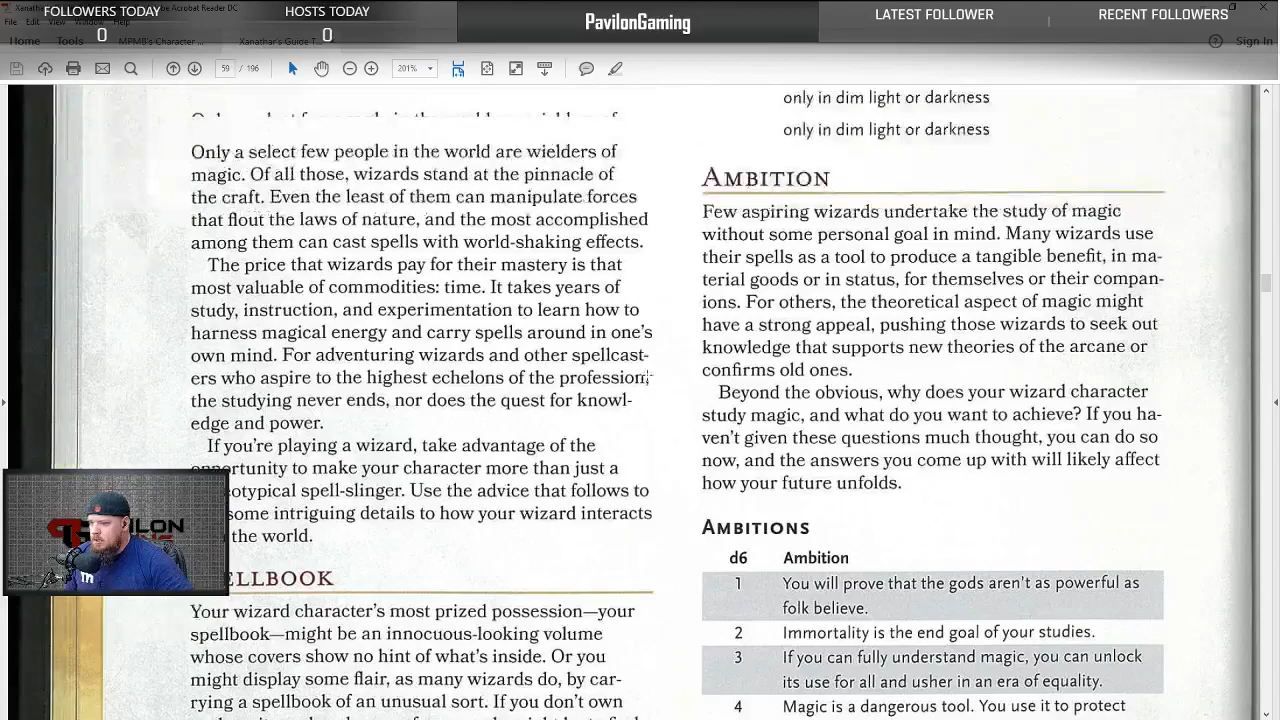 FOLLOWERS TODAY
0
HOSTS TODAY
0
PavilonGaming
LATEST FOLLOWER
RECENT FOLLOWERS
Acrobat Reader DC
File Edit View Window Help
Home Tools MPMB's Character ... Xanathar's Guide T... Sign In
59 / 196 201%
Only a select few people in the world are wielders of
magic. Of all those, wizards stand at the pinnacle of
the craft. Even the least of them can manipulate forces
that flout the laws of nature, and the most accomplished
among them can cast spells with world-shaking effects.
The price that wizards pay for their mastery is that
most valuable of commodities: time. It takes years of
study, instruction, and experimentation to learn how to
harness magical energy and carry spells around in one's
own mind. For adventuring wizards and other spellcast-
ers who aspire to the highest echelons of the profession,
the studying never ends, nor does the quest for knowl-
edge and power.
If you're playing a wizard, take advantage of the
opportunity to make your character more than just a
eotypical spell-slinger. Use the advice that follows to
some intriguing details to how your wizard interacts
the world.
ELLBOOK
Your wizard character's most prized possession—your
spellbook—might be an innocuous-looking volume
whose covers show no hint of what's inside. Or you
might display some flair, as many wizards do, by car-
rying a spellbook of an unusual sort. If you don't own
only in dim light or darkness
only in dim light or darkness
AMBITION
Few aspiring wizards undertake the study of magic
without some personal goal in mind. Many wizards use
their spells as a tool to produce a tangible benefit, in ma-
terial goods or in status, for themselves or their compan-
ions. For others, the theoretical aspect of magic might
have a strong appeal, pushing those wizards to seek out
knowledge that supports new theories of the arcane or
confirms old ones.
Beyond the obvious, why does your wizard character
study magic, and what do you want to achieve? If you ha-
ven't given these questions much thought, you can do so
now, and the answers you come up with will likely affect
how your future unfolds.
AMBITIONS
d6 Ambition
1 You will prove that the gods aren't as powerful as
folk believe.
2 Immortality is the end goal of your studies.
3 If you can fully understand magic, you can unlock
its use for all and usher in an era of equality.
4 Magic is a dangerous tool. You use it to protect